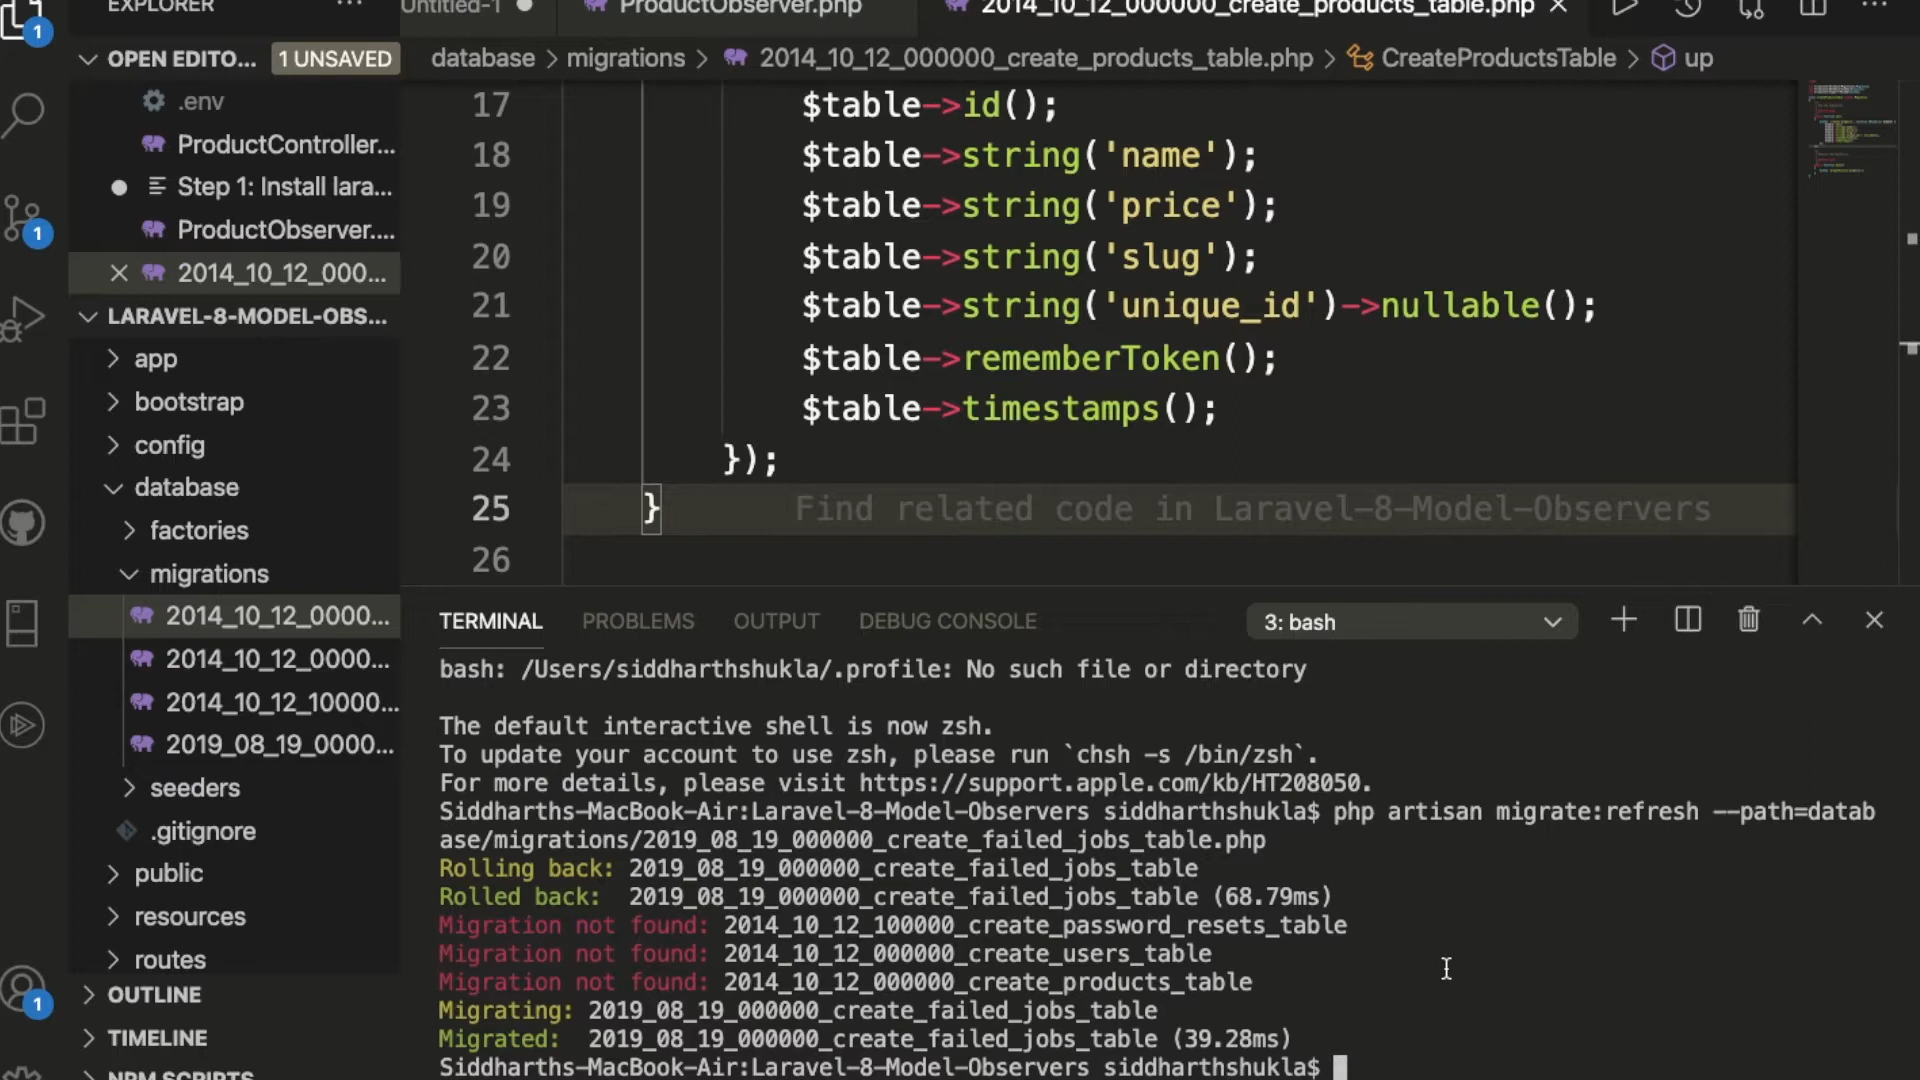 EXPLORER
Untitled-1
ProductObserver.php
2014_10_12_000000_create_products_table.php
1
OPEN EDITO... 1 UNSAVED
database > migrations > 2014_10_12_000000_create_products_table.php > CreateProductsTable > up
.env
ProductController...
Step 1: Install lara...
ProductObserver....
2014_10_12_000...
1
LARAVEL-8-MODEL-OBS...
app
bootstrap
config
database
factories
migrations
2014_10_12_0000...
2014_10_12_0000...
2014_10_12_10000...
2019_08_19_0000...
seeders
.gitignore
public
resources
routes
1
OUTLINE
TIMELINE
NPM SCRIPTS
17 $table->id();
18 $table->string('name');
19 $table->string('price');
20 $table->string('slug');
21 $table->string('unique_id')->nullable();
22 $table->rememberToken();
23 $table->timestamps();
24 });
25 } Find related code in Laravel-8-Model-Observers
26
TERMINAL PROBLEMS OUTPUT DEBUG CONSOLE 3: bash
bash: /Users/siddharthshukla/.profile: No such file or directory
The default interactive shell is now zsh.
To update your account to use zsh, please run `chsh -s /bin/zsh`.
For more details, please visit https://support.apple.com/kb/HT208050.
Siddharths-MacBook-Air:Laravel-8-Model-Observers siddharthshukla$ php artisan migrate:refresh --path=datab
ase/migrations/2019_08_19_000000_create_failed_jobs_table.php
Rolling back: 2019_08_19_000000_create_failed_jobs_table
Rolled back:  2019_08_19_000000_create_failed_jobs_table (68.79ms)
Migration not found: 2014_10_12_100000_create_password_resets_table
Migration not found: 2014_10_12_000000_create_users_table
Migration not found: 2014_10_12_000000_create_products_table
Migrating: 2019_08_19_000000_create_failed_jobs_table
Migrated:  2019_08_19_000000_create_failed_jobs_table (39.28ms)
Siddharths-MacBook-Air:Laravel-8-Model-Observers siddharthshukla$